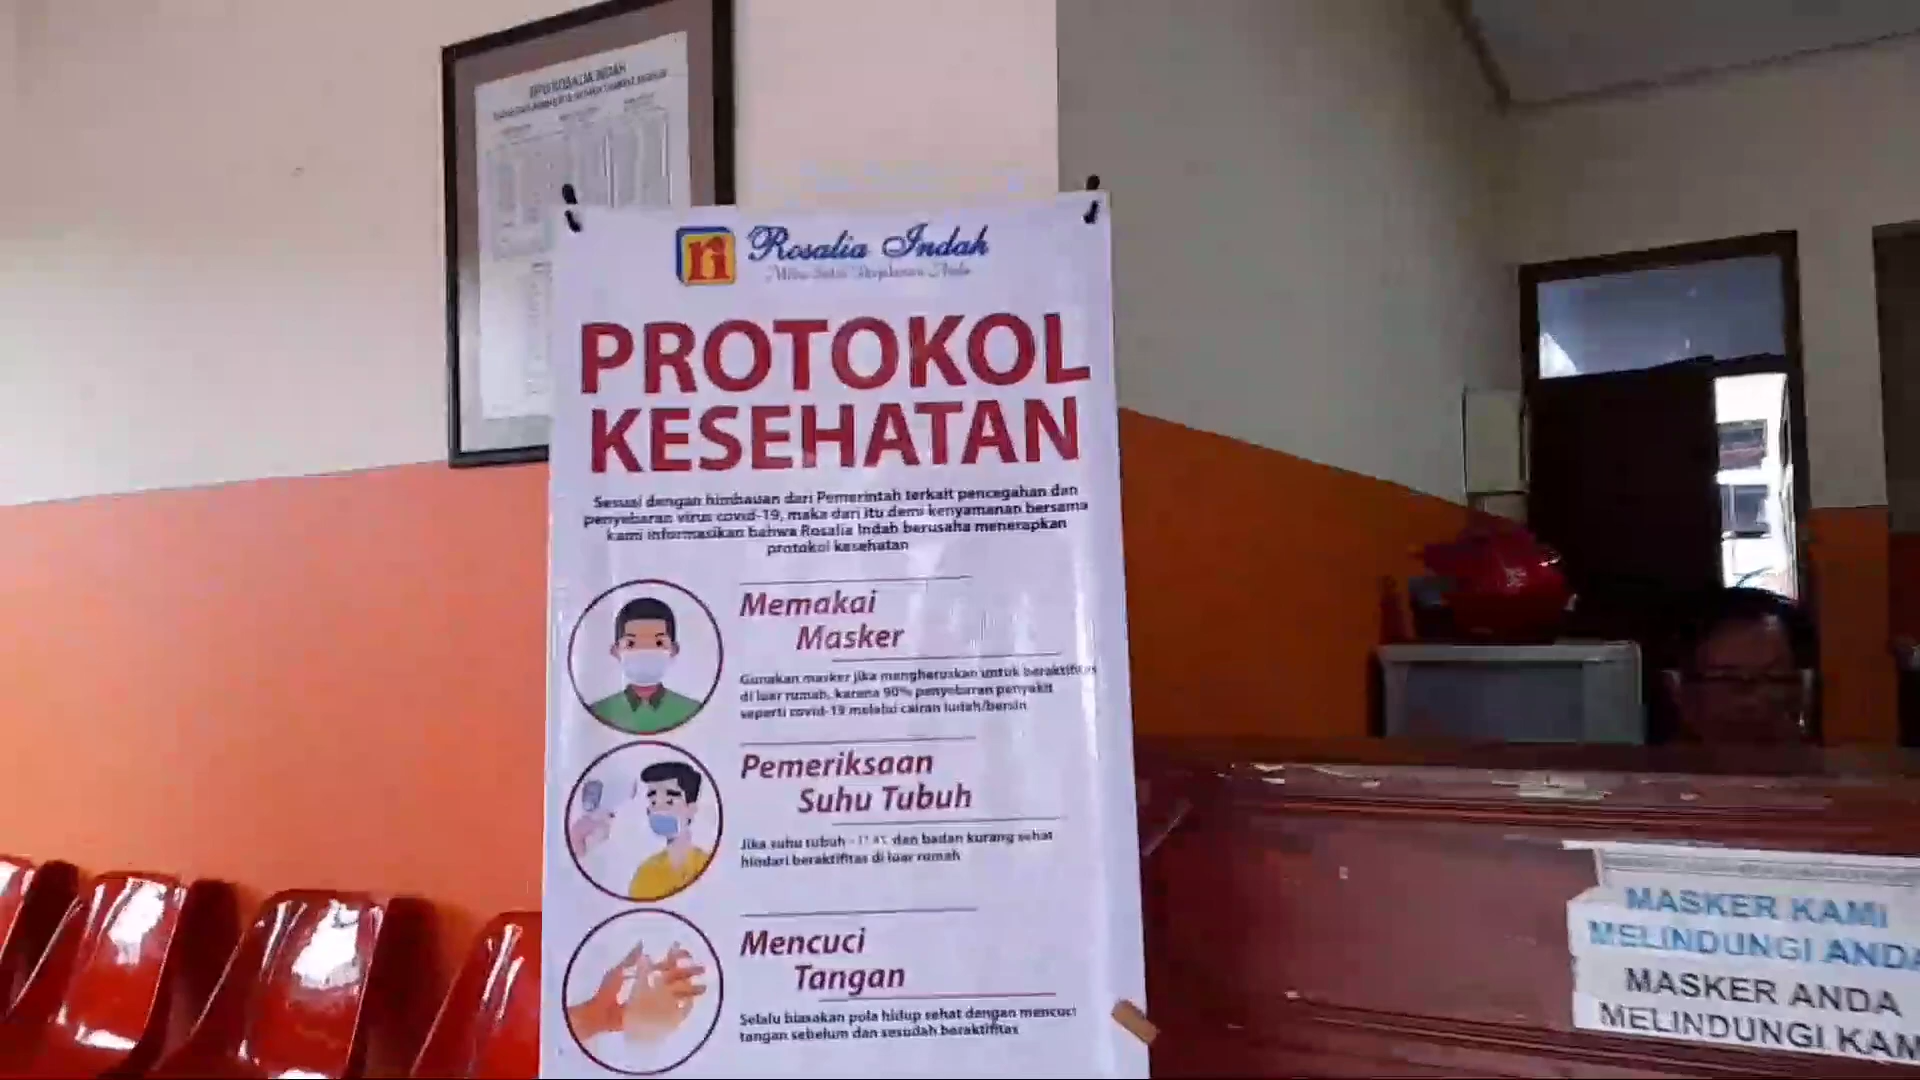 ROSALIA INDAH
ri Rosalia Indah
PROTOKOL
KESEHATAN
Sesuai dengan himbauan dari Pemerintah terkait pencegahan dan
penyebaran virus covid-19, maka dari itu demi kenyamanan bersama
kami informasikan bahwa Rosalia Indah berusaha menerapkan
protokol kesehatan
Memakai
Masker
Gunakan masker jika mengharuskan untuk beraktifitas
di luar rumah, karena 90% penyebaran penyakit
seperti covid-19 melalui cairan ludah/bersin
Pemeriksaan
Suhu Tubuh
Jika suhu tubuh dan badan kurang sehat
hindari beraktifitas di luar rumah
Mencuci
Tangan
Selalu biasakan pola hidup sehat dengan mencuci
tangan sebelum dan sesudah beraktifitas
MASKER KAMI
MELINDUNGI ANDA
MASKER ANDA
MELINDUNGI KAM